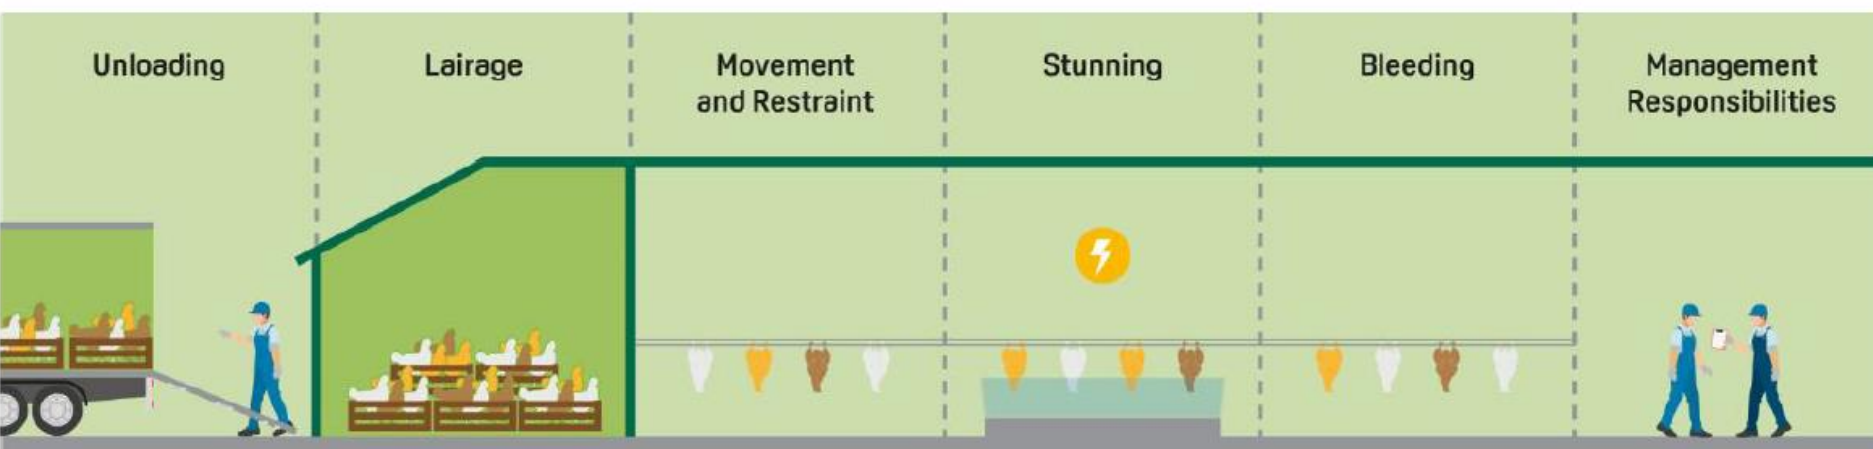 Unloading
Lairage
Movement
and Restraint
Stunning
Bleeding
Management
Responsibilities